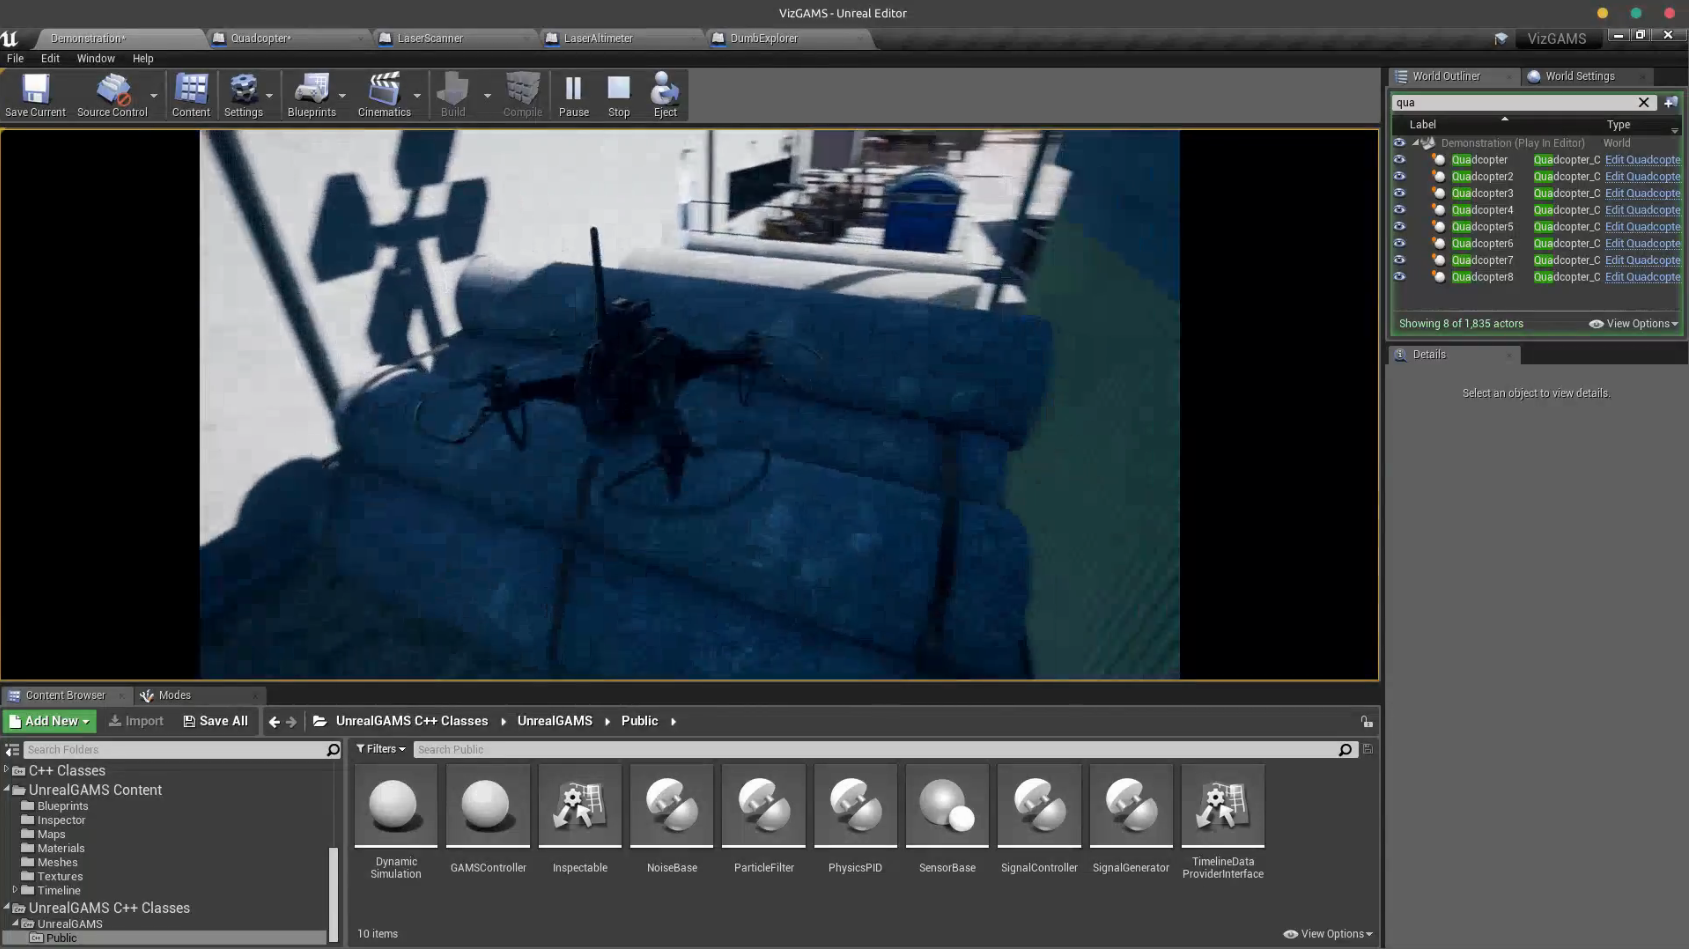 VizGAMS - Unreal Editor
Demonstration*
Quadcopter*
LaserScanner
LaserAltimeter
DumbExplorer
VizGAMS
File Edit Window Help
Save Current
Source Control
Content
Settings
Blueprints
Cinematics
Build
Compile
Pause
Stop
Eject
World Outliner
World Settings
qua
Label Type
Demonstration (Play In Editor) World
Quadcopter Quadcopter_C Edit Quadcopte
Quadcopter2 Quadcopter_C Edit Quadcopte
Quadcopter3 Quadcopter_C Edit Quadcopte
Quadcopter4 Quadcopter_C Edit Quadcopte
Quadcopter5 Quadcopter_C Edit Quadcopte
Quadcopter6 Quadcopter_C Edit Quadcopte
Quadcopter7 Quadcopter_C Edit Quadcopte
Quadcopter8 Quadcopter_C Edit Quadcopte
Showing 8 of 1,835 actors
View Options
Details
Select an object to view details.
Content Browser
Modes
Add New
Import
Save All
UnrealGAMS C++ Classes
UnrealGAMS
Public
Search Folders
Filters
Search Public
C++ Classes
UnrealGAMS Content
Blueprints
Inspector
Maps
Materials
Meshes
Textures
Timeline
UnrealGAMS C++ Classes
UnrealGAMS
Public
Dynamic
Simulation
GAMSController
Inspectable
NoiseBase
ParticleFilter
PhysicsPID
SensorBase
SignalController
SignalGenerator
TimelineData
ProviderInterface
10 items
View Options